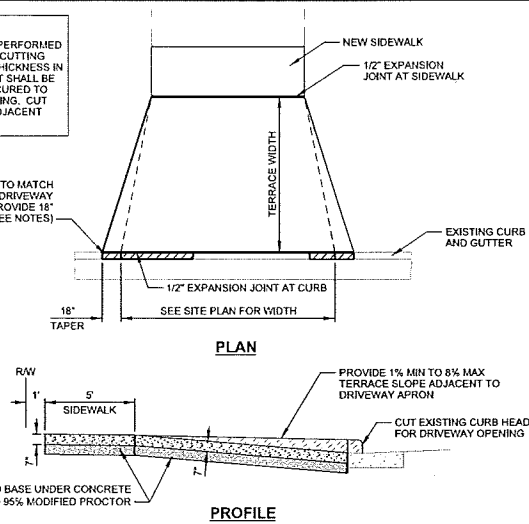 PERFORMED
CUTTING
HICKNESS IN
T SHALL BE
CURED TO
ING. CUT
DJACENT
NEW SIDEWALK
1/2" EXPANSION
JOINT AT SIDEWALK
TERRACE WIDTH
TO MATCH
DRIVEWAY
PROVIDE 18"
EE NOTES)
EXISTING CURB
AND GUTTER
1/2" EXPANSION JOINT AT CURB
18"
TAPER
SEE SITE PLAN FOR WIDTH
PLAN
R/W
1'
5'
SIDEWALK
PROVIDE 1% MIN TO 8% MAX
TERRACE SLOPE ADJACENT TO
DRIVEWAY APRON
CUT EXISTING CURB HEAD
FOR DRIVEWAY OPENING
7"
7"
BASE UNDER CONCRETE
95% MODIFIED PROCTOR
PROFILE